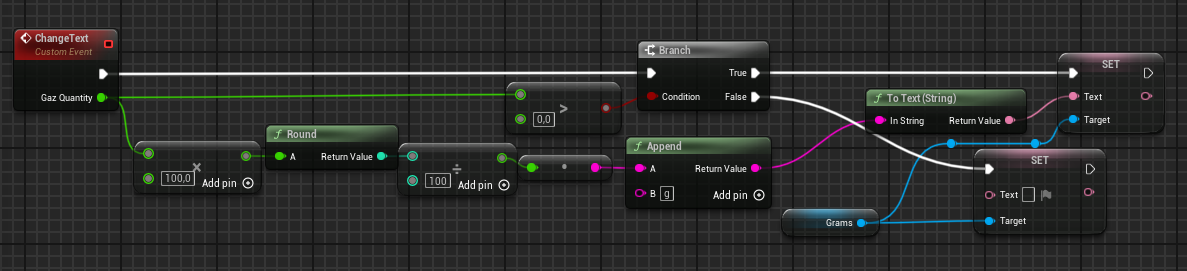 ChangeText
Custom Event
Gaz Quantity
100,0
Add pin
Round
A
Return Value
÷
100
Add pin
>
0,0
Branch
Condition
True
False
Append
A
Return Value
B
g
Add pin
To Text (String)
In String
Return Value
Grams
SET
Text
Target
SET
Text
Target